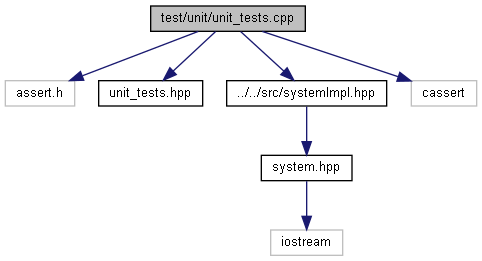 test/unit/unit_tests.cpp
assert.h
unit_tests.hpp
../../src/systemImpl.hpp
cassert
system.hpp
iostream